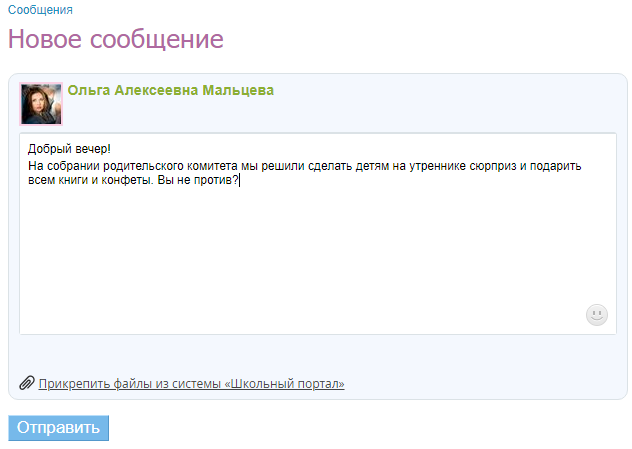 Сообщения
Новое сообщение
Ольга Алексеевна Мальцева
Добрый вечер!
На собрании родительского комитета мы решили сделать детям на утреннике сюрприз и подарить
всем книги и конфеты. Вы не против?
Прикрепить файлы из системы «Школьный портал»
Отправить